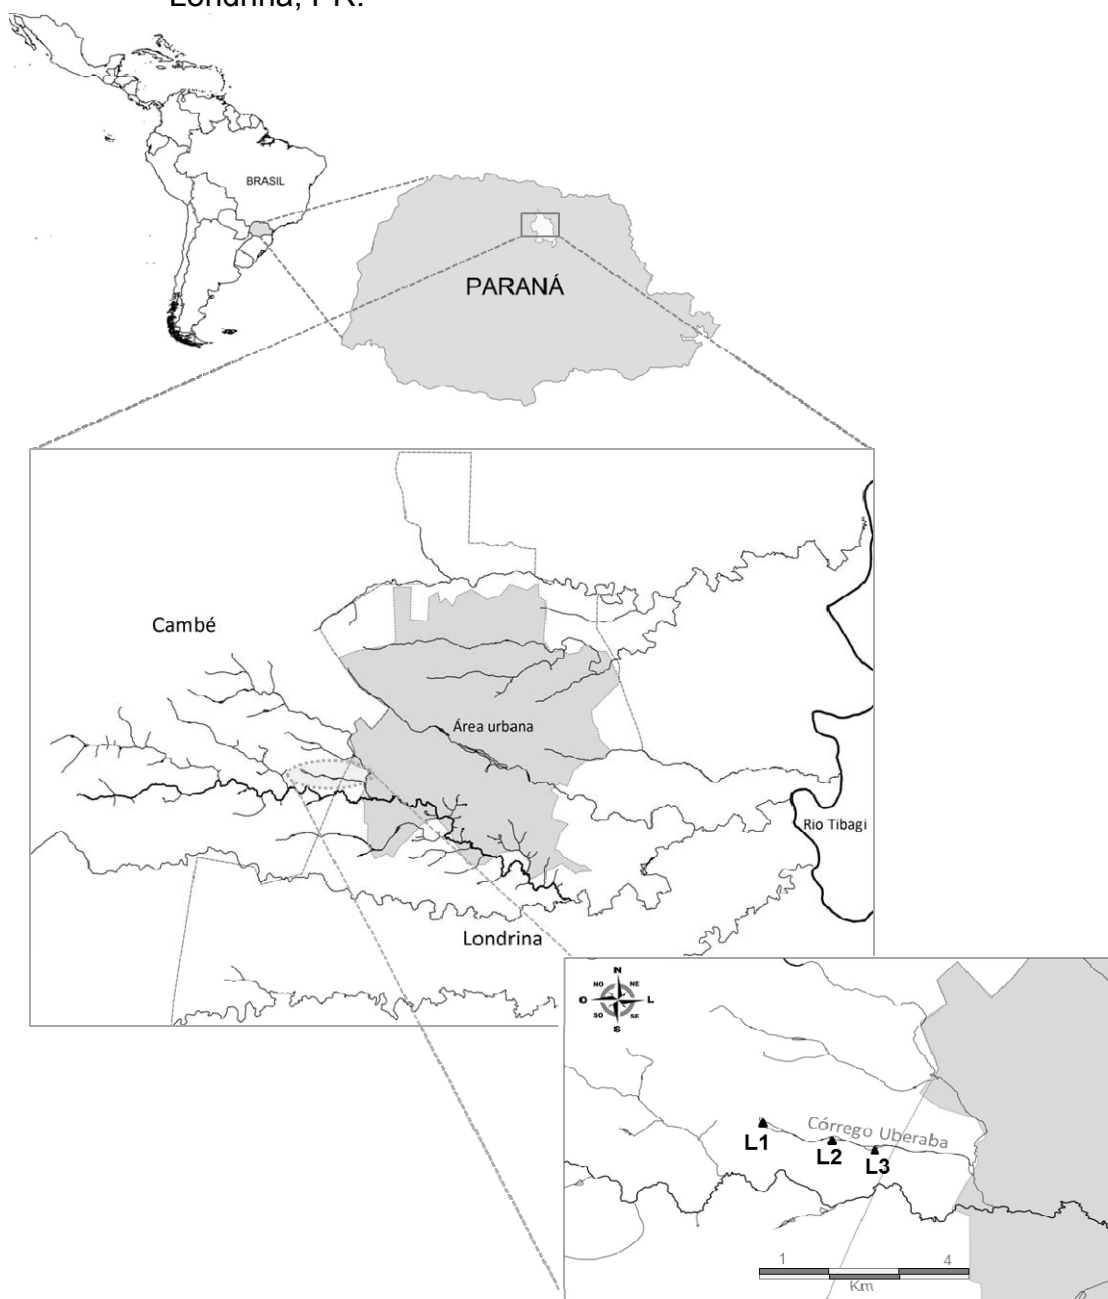 Londrina, PR.
BRASIL
PARANÁ
Cambé
Área urbana
Rio Tibagi
Londrina
N
NO NE
O L
SO SE
S
Córrego Uberaba
L1
L2
L3
1 4
Km